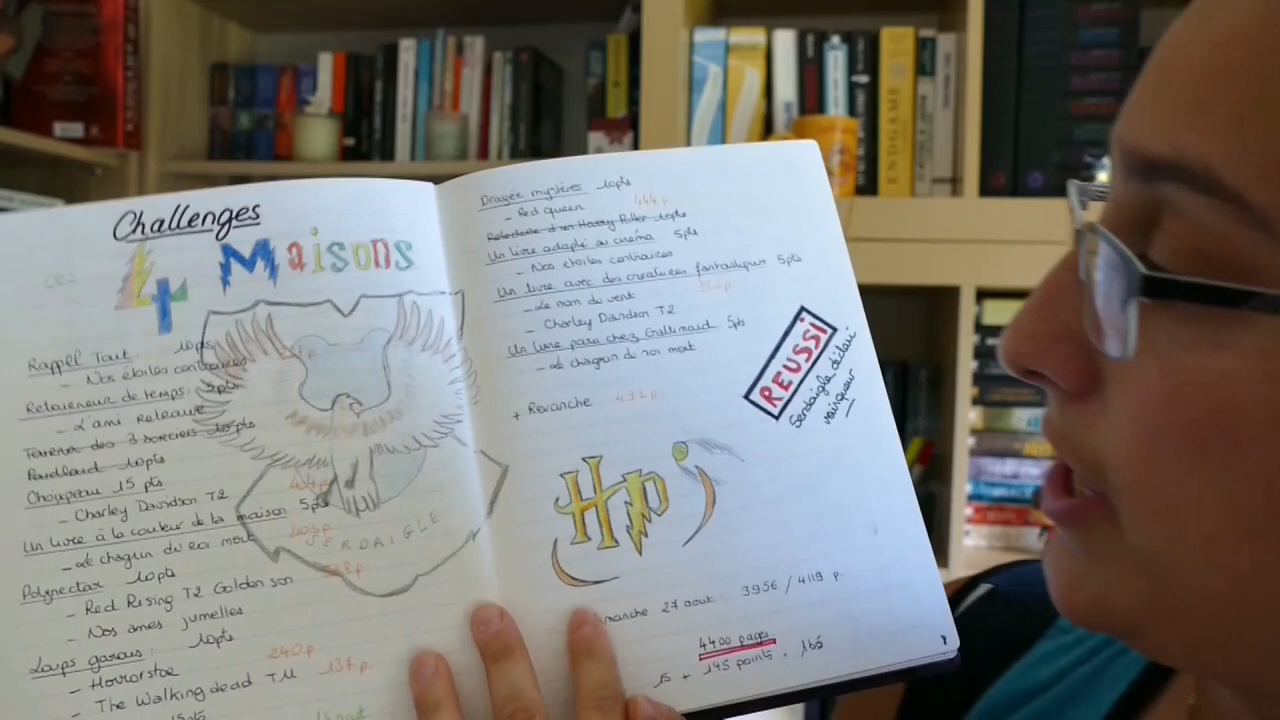 Challenges
4 Maisons
Rappel Tout 10pts
- Nos étoiles contraires
Retourneur de temps: 5pts
- L'ami retrouvé
Tournoi des 3 sorciers 10pts
10pts
Choixpeau 15 pts
- Charley Davidson T2
Un livre à la couleur de la maison 5pts
- Le chagrin du roi mort
Polynectar 10pts
- Red Rising T2 Golden son
- Nos âmes jumelles
Loups garous: 10pts
- Horrorstör 240p
- The Walking dead 137p
15pts
SERDAIGLE
Dragée mystères 10pts
- Red queen 444p
Relecture d'un Harry Potter 10pts
Un livre adapté au cinéma 5pts
- Nos étoiles contraires
Un livre avec des créatures fantastiques 5pts
- Le nom du vent
- Charley Davidson T2
Un livre paru chez Gallimard 5pts
- Le chagrin du roi mort
+ Revanche
REUSSI
Serdaigle déclaré
vainqueur
HP
Dimanche 27 août 3956 / 4119 p.
4400 pages
15 + 145 points
ENDGAME